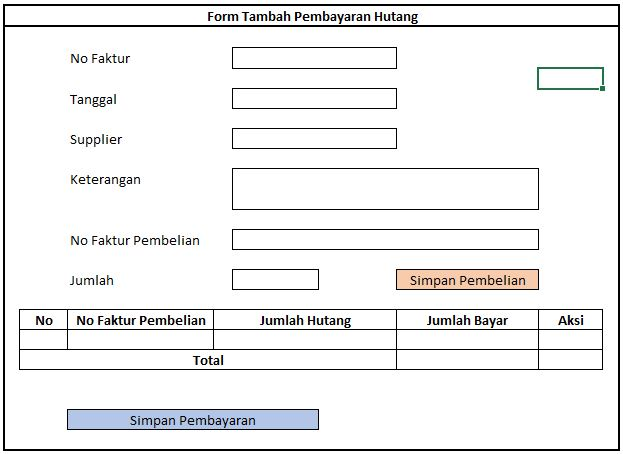 Form Tambah Pembayaran Hutang
No Faktur
Tanggal
Supplier
Keterangan
No Faktur Pembelian
Jumlah
Simpan Pembelian
No No Faktur Pembelian Jumlah Hutang Jumlah Bayar Aksi
Total
Simpan Pembayaran